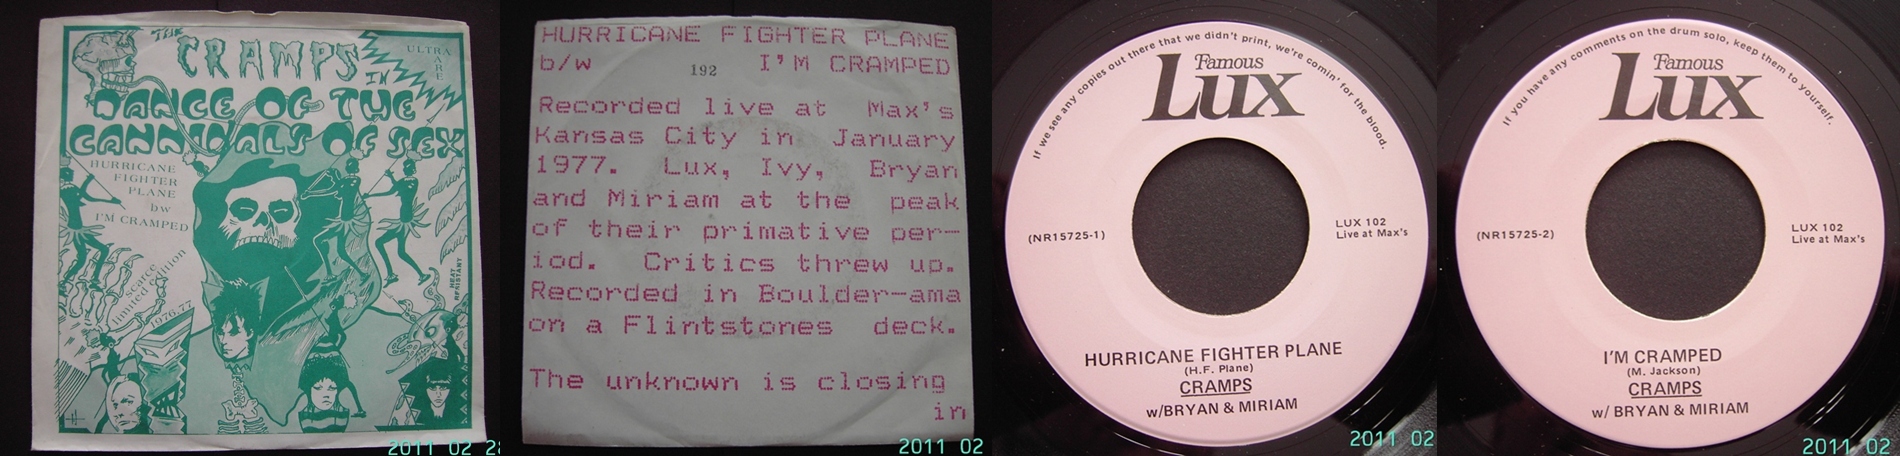 THE
CRAMPS
IN
DANCE OF THE
CANNIVALS OF SEX
ULTRA
RARE
HURRICANE
FIGHTER
PLANE
bw
I'M CRAMPED
scarce
limited edition
1976,77
HEAT
RESISTANT
2011 02 28
HURRICANE FIGHTER PLANE
b/w 192 I'M CRAMPED
Recorded live at Max's
Kansas City in January
1977. Lux, Ivy, Bryan
and Miriam at the peak
of their primative per-
iod. Critics threw up.
Recorded in Boulder-ama
on a Flintstones deck.
The unknown is closing
in
2011 02
If we see any copies out there that we didn't print, we're comin' for the blood.
Famous
Lux
(NR15725-1)
LUX 102
Live at Max's
HURRICANE FIGHTER PLANE
(H.F. Plane)
CRAMPS
w/BRYAN & MIRIAM
2011 02
If you have any comments on the drum solo, keep them to yourself.
Famous
Lux
(NR15725-2)
LUX 102
Live at Max's
I'M CRAMPED
(M. Jackson)
CRAMPS
w/ BRYAN & MIRIAM
2011 02